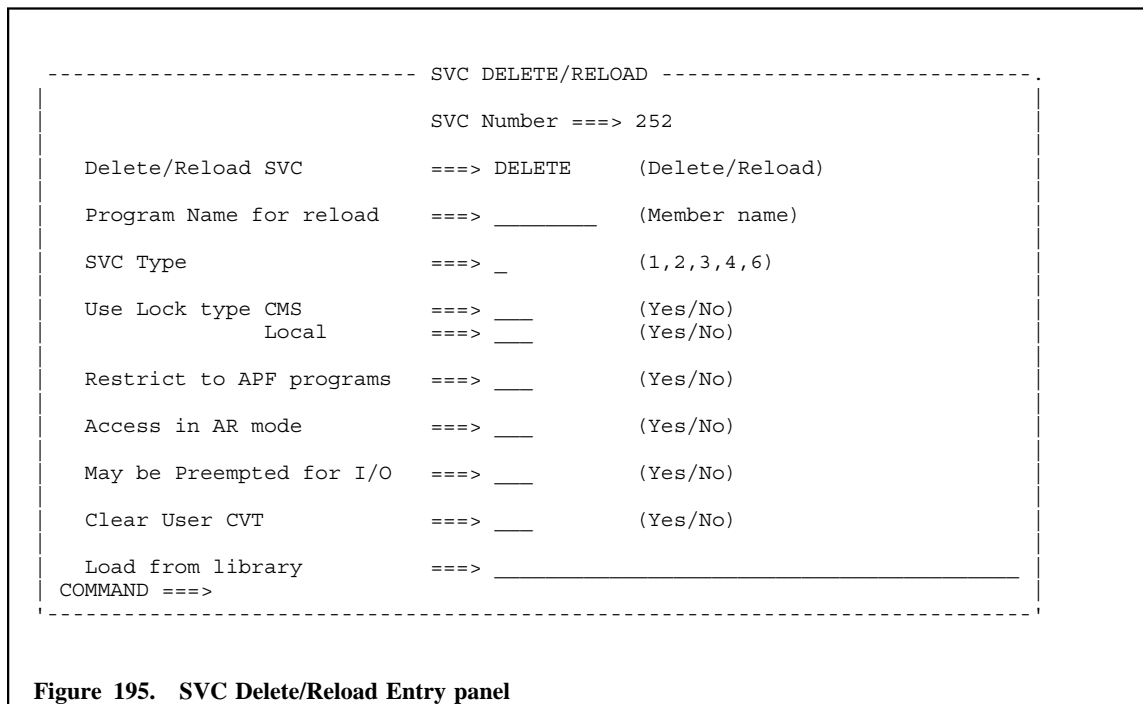 ---------------------------- SVC DELETE/RELOAD -----------------------------.
SVC Number ===> 252
Delete/Reload SVC ===> DELETE (Delete/Reload)
Program Name for reload ===> ________ (Member name)
SVC Type ===> _ (1,2,3,4,6)
Use Lock type CMS ===> ___ (Yes/No)
Local ===> ___ (Yes/No)
Restrict to APF programs ===> ___ (Yes/No)
Access in AR mode ===> ___ (Yes/No)
May be Preempted for I/O ===> ___ (Yes/No)
Clear User CVT ===> ___ (Yes/No)
Load from library ===> _________________________________________
COMMAND ===>
Figure 195. SVC Delete/Reload Entry panel